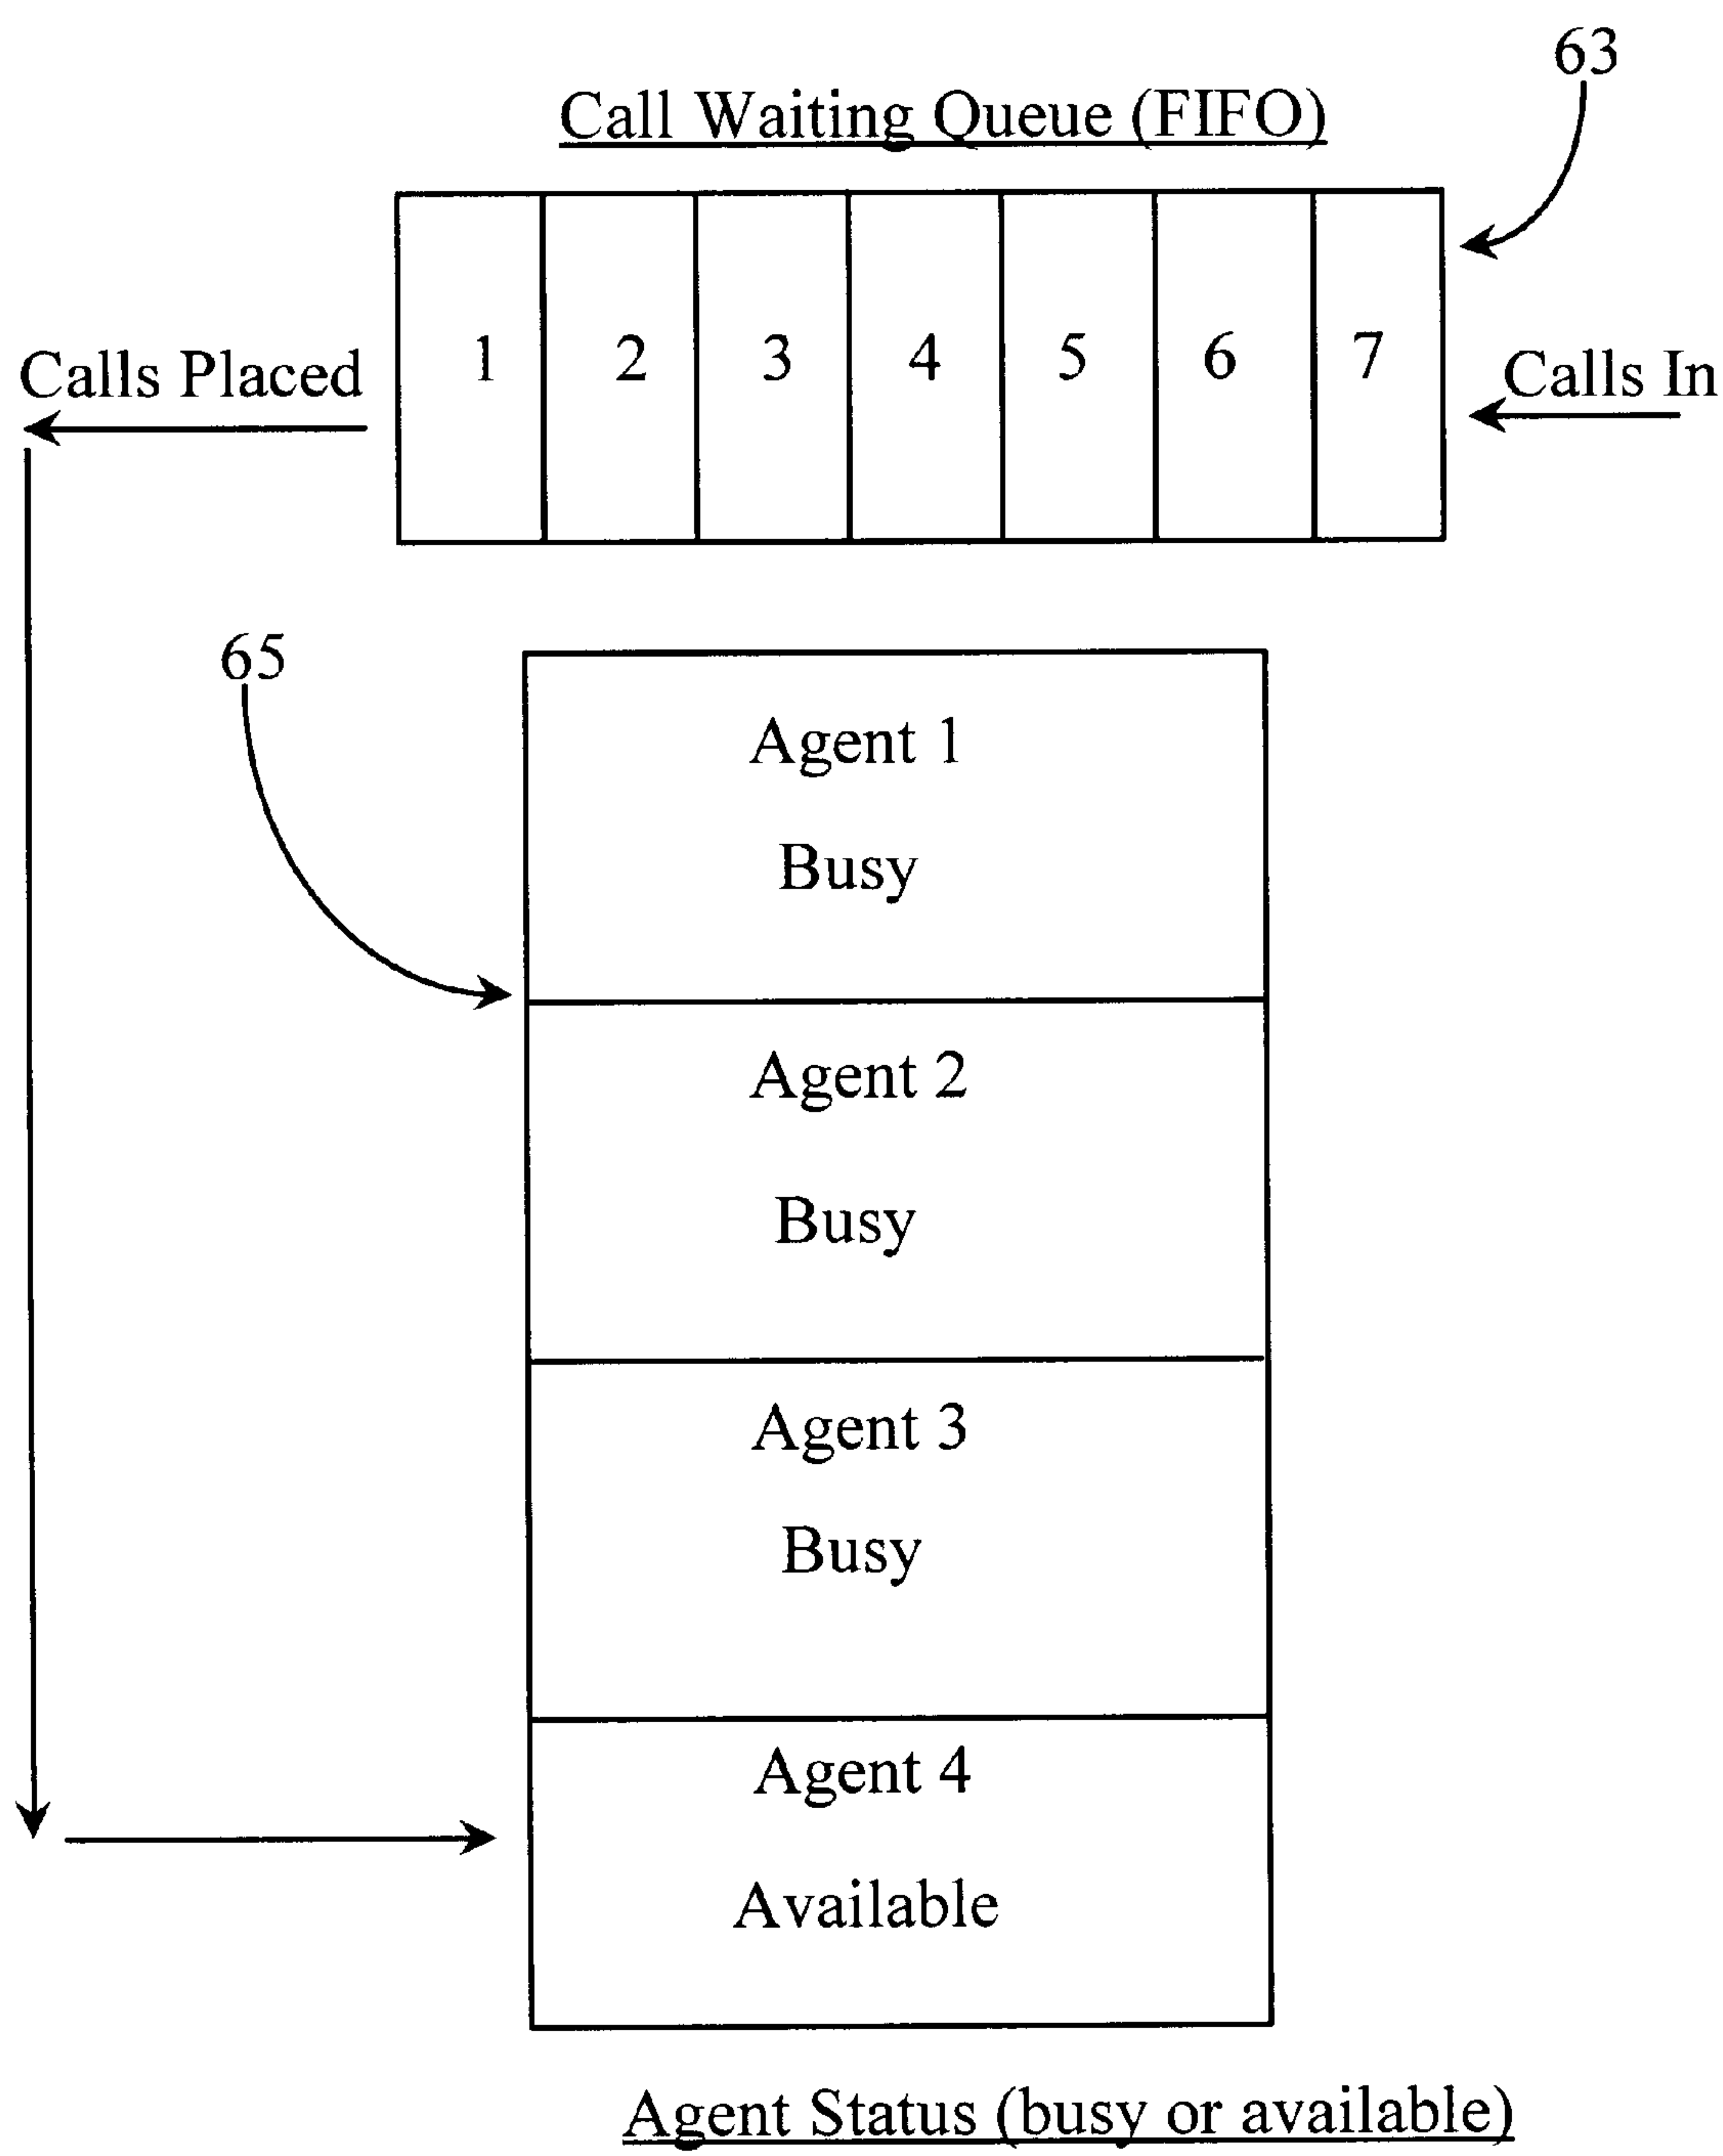 63
Call Waiting Queue (FIFO)
Calls Placed
1 2 3 4 5 6 7
Calls In
65
Agent 1
Busy
Agent 2
Busy
Agent 3
Busy
Agent 4
Available
Agent Status (busy or available)